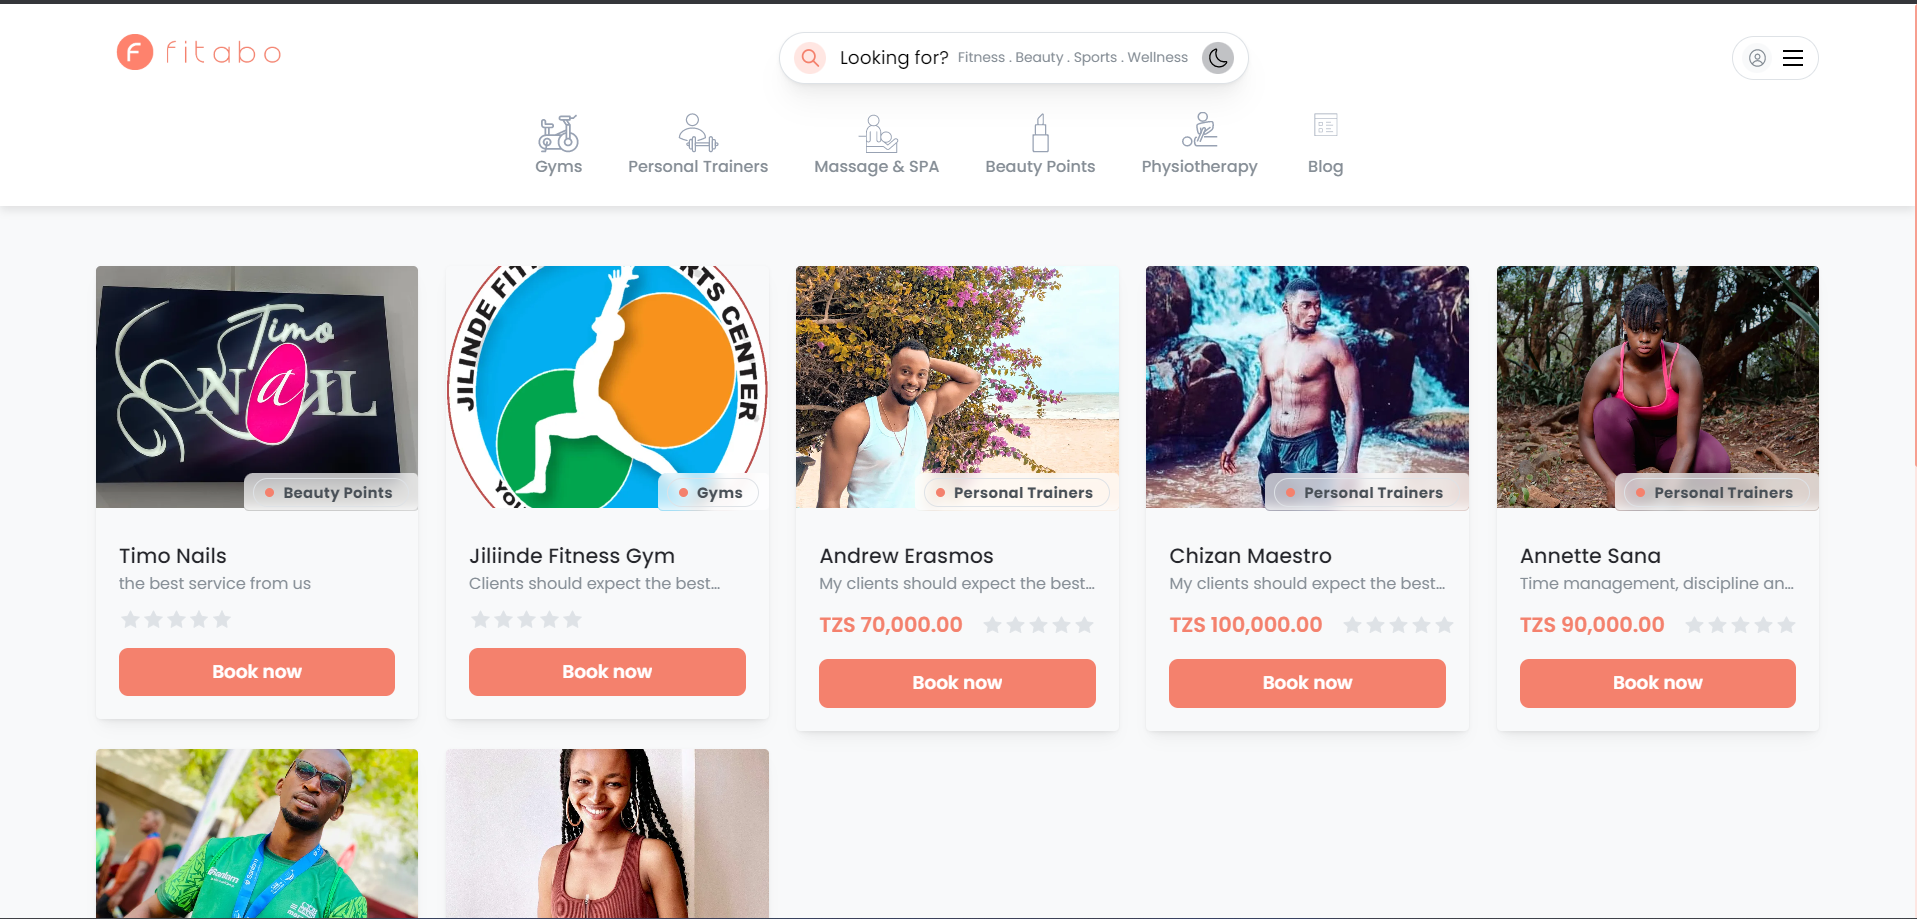 fitabo
Looking for? Fitness . Beauty . Sports . Wellness
Gyms
Personal Trainers
Massage & SPA
Beauty Points
Physiotherapy
Blog
Timo
NaIL
Beauty Points
Timo Nails
the best service from us
Book now
JILIINDE FIT
RTS CENTER
YOU
Gyms
Jiliinde Fitness Gym
Clients should expect the best...
Book now
Personal Trainers
Andrew Erasmos
My clients should expect the best...
TZS 70,000.00
Book now
Personal Trainers
Chizan Maestro
My clients should expect the best...
TZS 100,000.00
Book now
Personal Trainers
Annette Sana
Time management, discipline an...
TZS 90,000.00
Book now
Sanlam